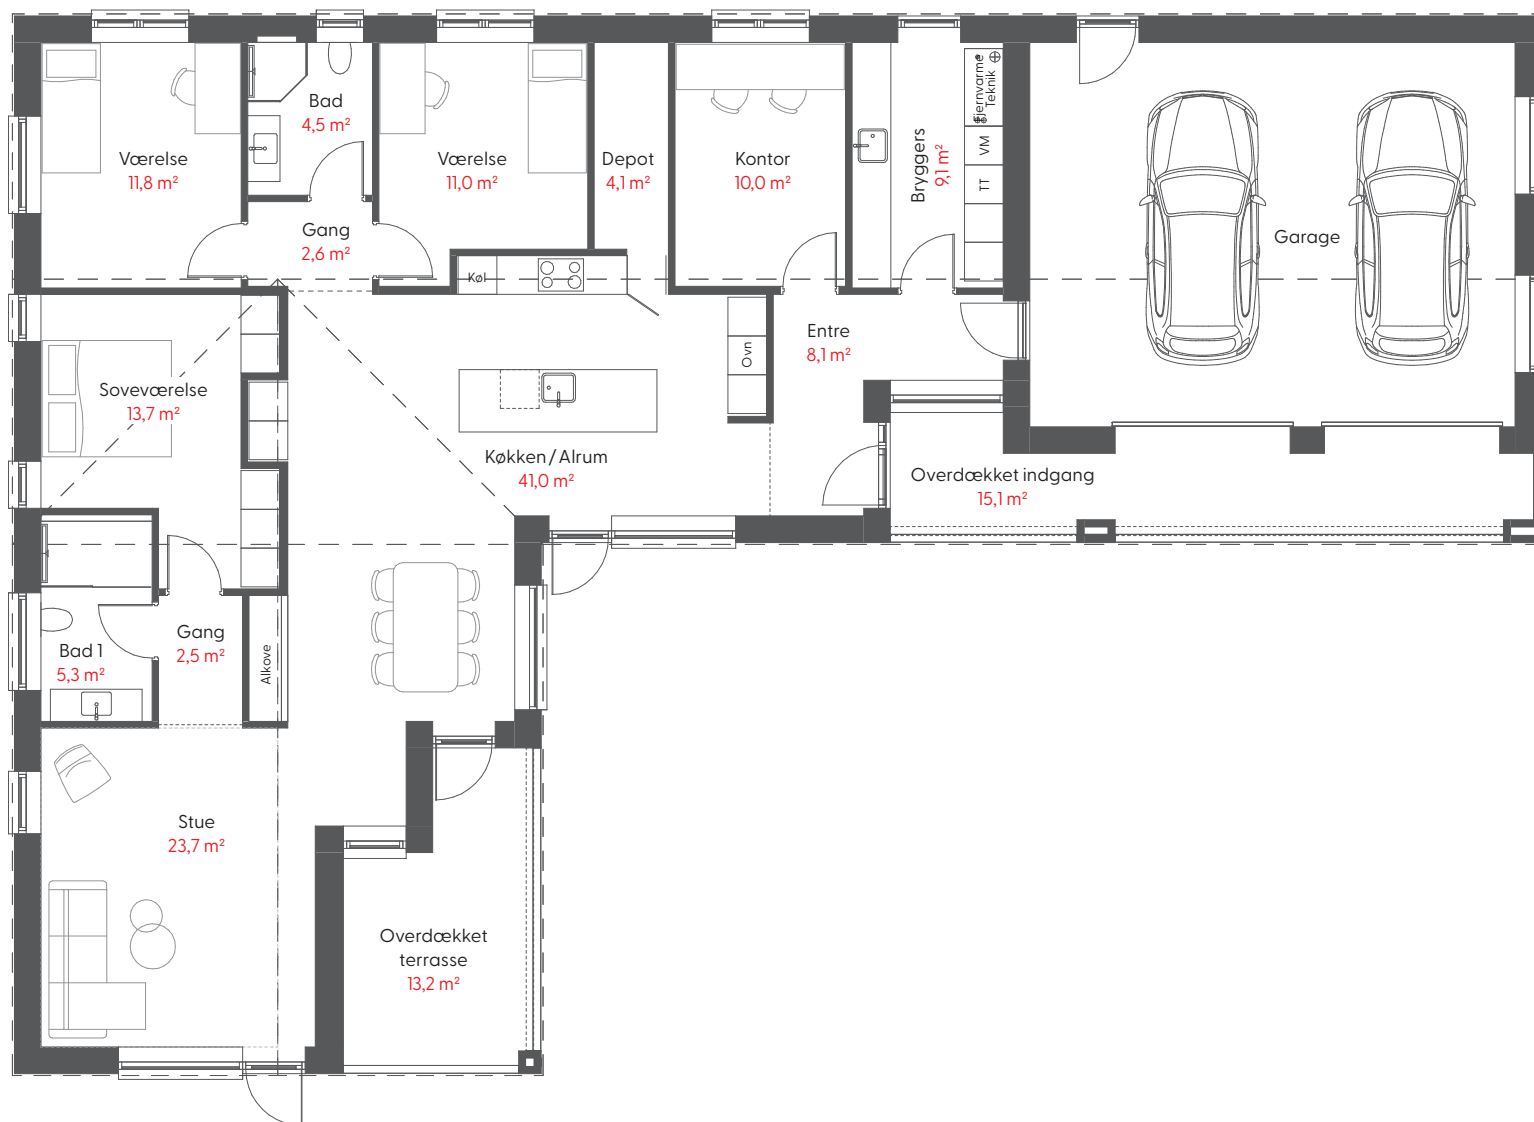 Værelse
11,8 m²
Bad
4,5 m²
Værelse
11,0 m²
Depot
4,1 m²
Kontor
10,0 m²
Bryggers
9,1 m²
Fjernvarme
Teknik
VM
TT
Garage
Gang
2,6 m²
Køl
Ovn
Entre
8,1 m²
Soveværelse
13,7 m²
Køkken/Alrum
41,0 m²
Overdækket indgang
15,1 m²
Bad 1
5,3 m²
Gang
2,5 m²
Alkove
Stue
23,7 m²
Overdækket
terrasse
13,2 m²